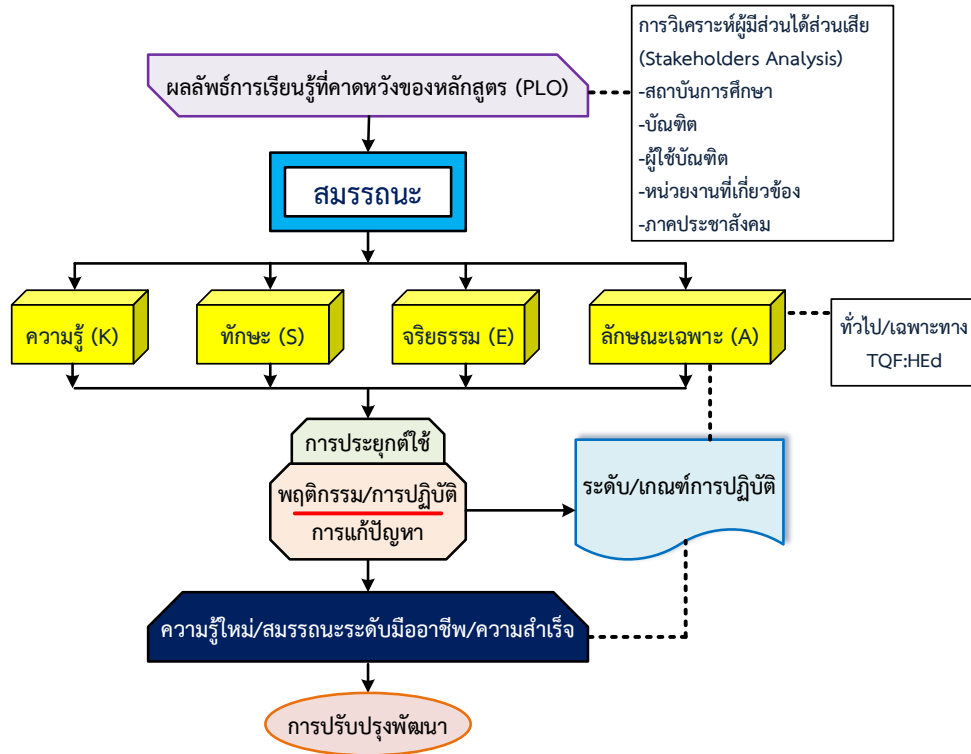 การวิเคราะห์ผู้มีส่วนได้ส่วนเสีย
(Stakeholders Analysis)
-สถาบันการศึกษา
-บัณฑิต
-ผู้ใช้บัณฑิต
-หน่วยงานที่เกี่ยวข้อง
-ภาคประชาสังคม
ผลลัพธ์การเรียนรู้ที่คาดหวังของหลักสูตร (PLO)
สมรรถนะ
ความรู้ (K)
ทักษะ (S)
จริยธรรม (E)
ลักษณะเฉพาะ (A)
ทั่วไป/เฉพาะทาง
TQF:HEd
การประยุกต์ใช้
พฤติกรรม/การปฏิบัติ
การแก้ปัญหา
ระดับ/เกณฑ์การปฏิบัติ
ความรู้ใหม่/สมรรถนะระดับมืออาชีพ/ความสำเร็จ
การปรับปรุงพัฒนา